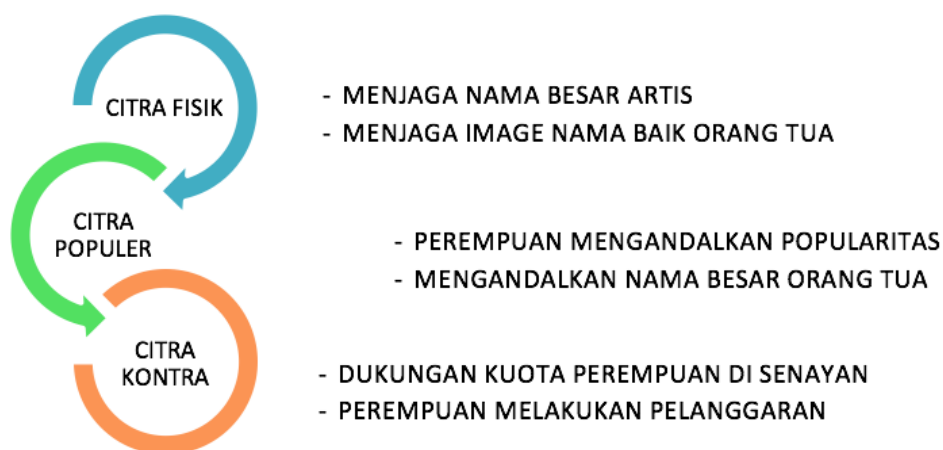 CITRA FISIK
- MENJAGA NAMA BESAR ARTIS
- MENJAGA IMAGE NAMA BAIK ORANG TUA
CITRA
POPULER
- PEREMPUAN MENGANDALKAN POPULARITAS
- MENGANDALKAN NAMA BESAR ORANG TUA
CITRA
KONTRA
- DUKUNGAN KUOTA PEREMPUAN DI SENAYAN
- PEREMPUAN MELAKUKAN PELANGGARAN